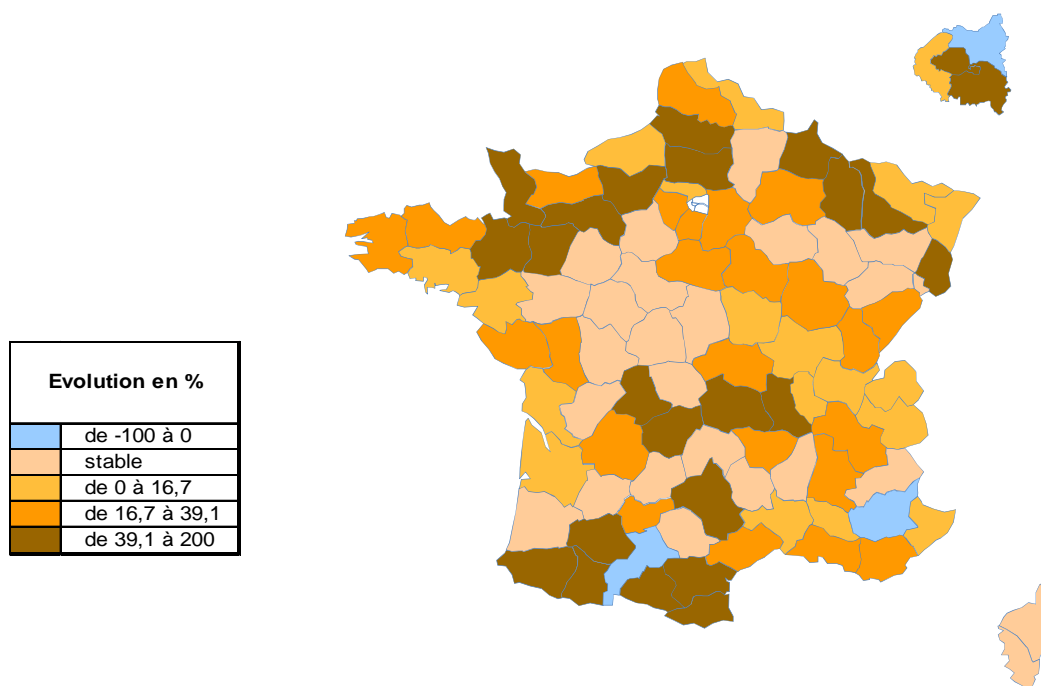 Evolution en %
de -100 à 0
stable
de 0 à 16,7
de 16,7 à 39,1
de 39,1 à 200